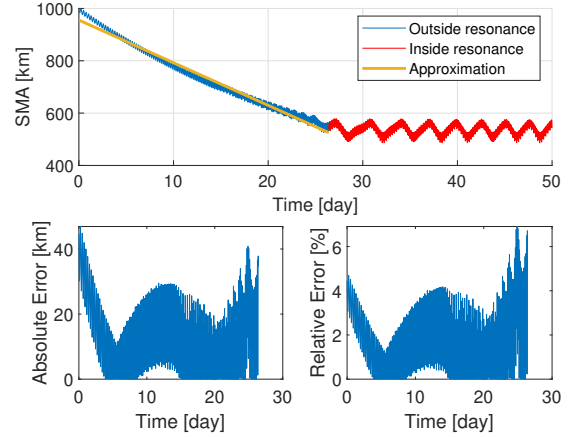 1000
800
600
400
SMA [km]
Outside resonance
Inside resonance
Approximation
0 10 20 30 40 50
Time [day]
40
20
0
Absolute Error [km]
0 10 20 30
Time [day]
6
4
2
0
Relative Error [%]
0 10 20 30
Time [day]